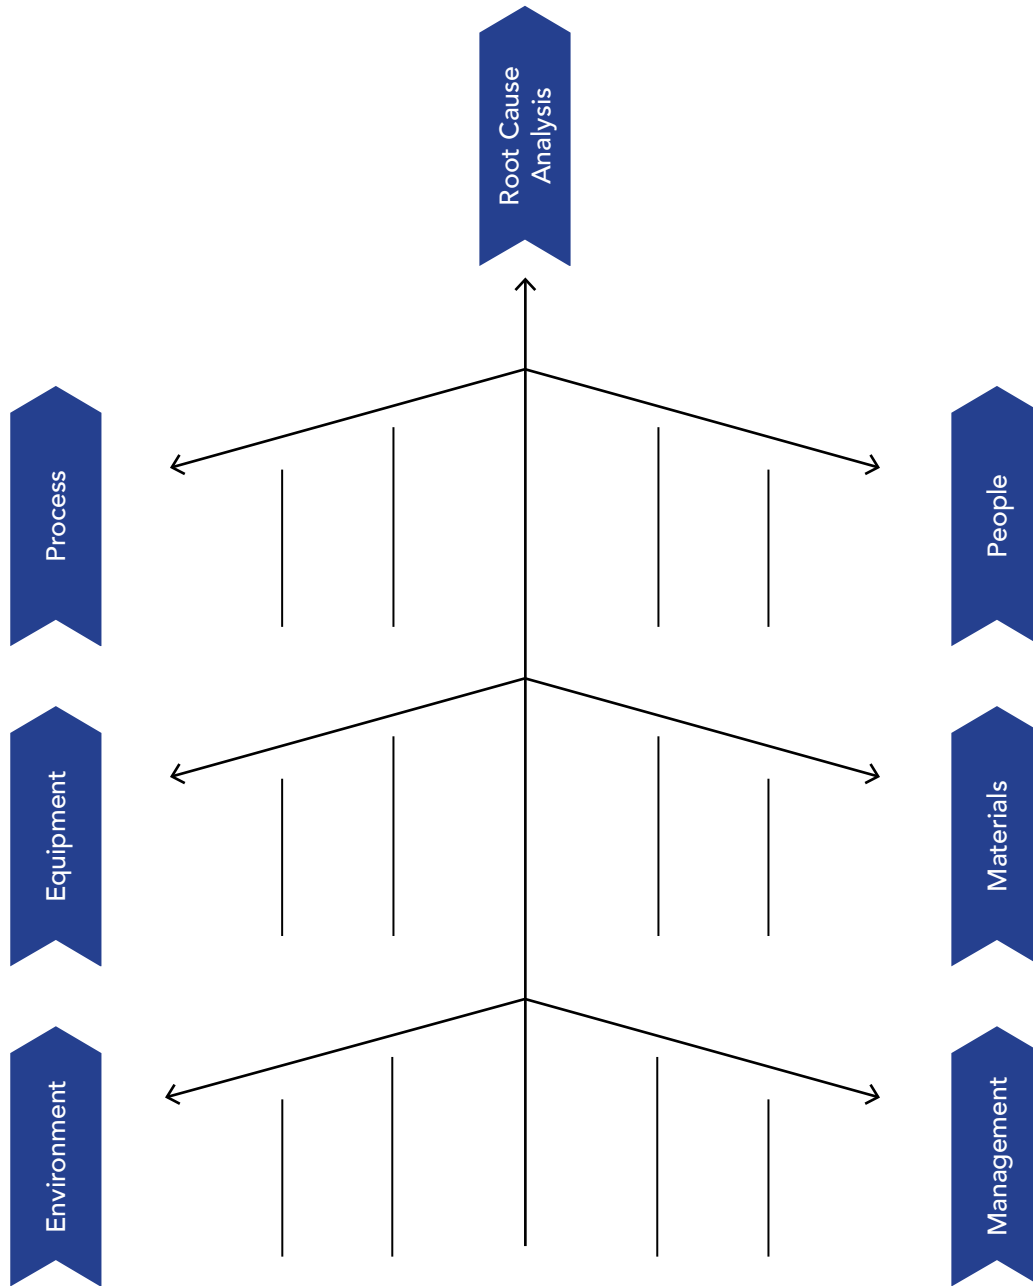 Root Cause
Analysis
Process
People
Equipment
Materials
Environment
Management